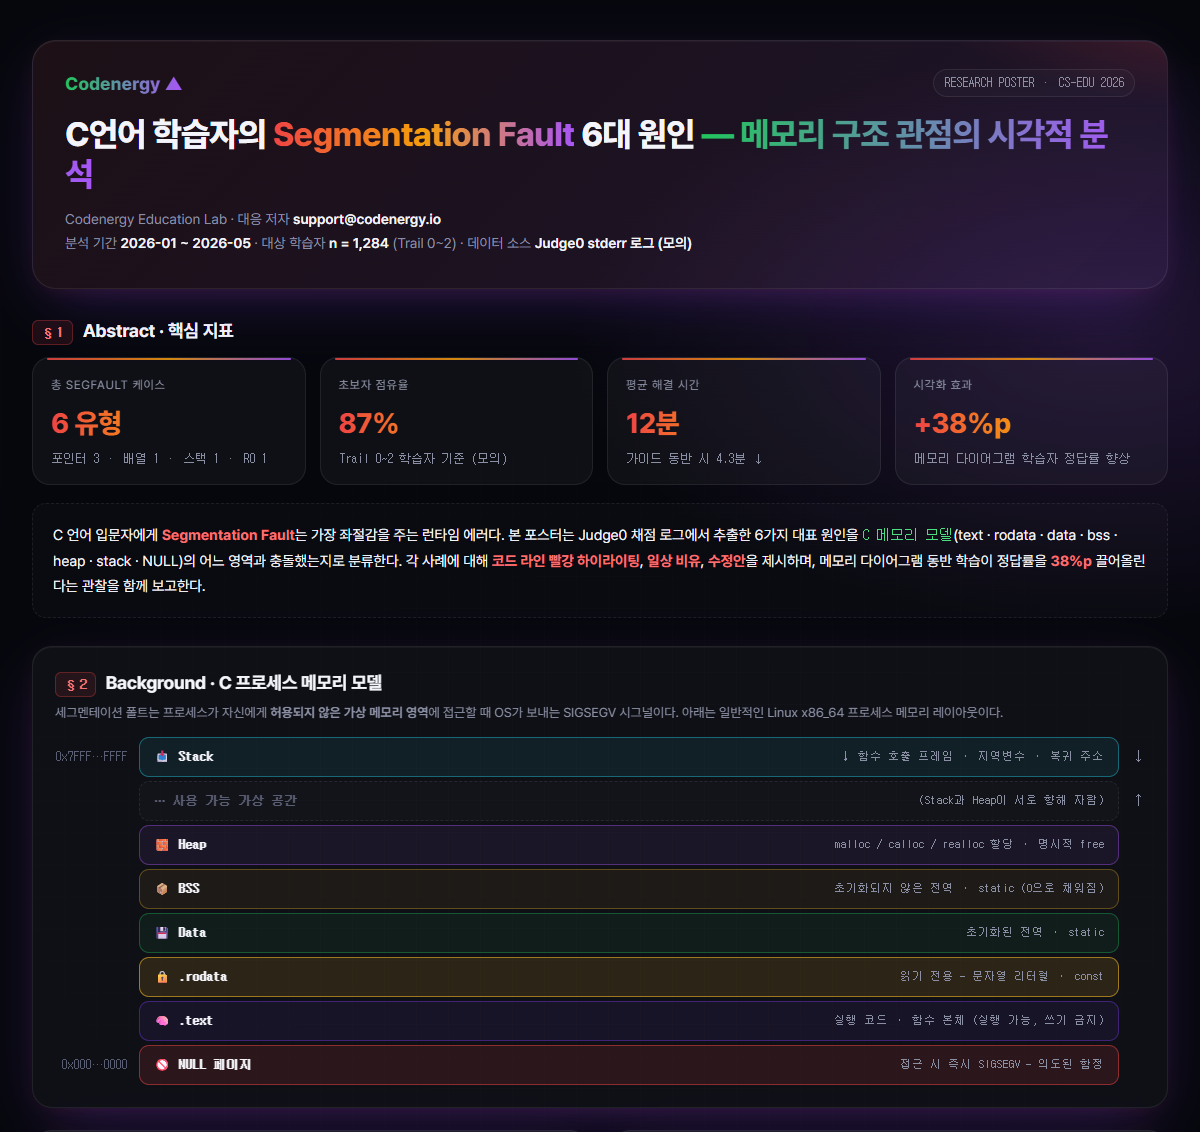 Codenergy
RESEARCH POSTER · CS-EDU 2026
C언어 학습자의 Segmentation Fault 6대 원인 — 메모리 구조 관점의 시각적 분
석
Codenergy Education Lab · 대응 저자 support@codenergy.io
분석 기간 2026-01 ~ 2026-05 · 대상 학습자 n = 1,284 (Trail 0~2) · 데이터 소스 Judge0 stderr 로그 (모의)
§ 1 Abstract · 핵심 지표
총 SEGFAULT 케이스
6 유형
포인터 3 · 배열 1 · 스택 1 · RO 1
초보자 점유율
87%
Trail 0~2 학습자 기준 (모의)
평균 해결 시간
12분
가이드 동반 시 4.3분 ↓
시각화 효과
+38%p
메모리 다이어그램 학습자 정답률 향상
C 언어 입문자에게 Segmentation Fault는 가장 좌절감을 주는 런타임 에러다. 본 포스터는 Judge0 채점 로그에서 추출한 6가지 대표 원인을 C 메모리 모델(text · rodata · data · bss ·
heap · stack · NULL)의 어느 영역과 충돌했는지로 분류한다. 각 사례에 대해 코드 라인 빨강 하이라이팅, 일상 비유, 수정안을 제시하며, 메모리 다이어그램 동반 학습이 정답률을 38%p 끌어올린
다는 관찰을 함께 보고한다.
§ 2 Background · C 프로세스 메모리 모델
세그멘테이션 폴트는 프로세스가 자신에게 허용되지 않은 가상 메모리 영역에 접근할 때 OS가 보내는 SIGSEGV 시그널이다. 아래는 일반적인 Linux x86_64 프로세스 메모리 레이아웃이다.
0x7FFF…FFFF Stack ↓ 함수 호출 프레임 · 지역변수 · 복귀 주소 ↓
… 사용 가능 가상 공간 (Stack과 Heap이 서로 향해 자람) ↑
Heap malloc / calloc / realloc 할당 · 명시적 free
BSS 초기화되지 않은 전역 · static (0으로 채워짐)
Data 초기화된 전역 · static
.rodata 읽기 전용 — 문자열 리터럴 · const
.text 실행 코드 · 함수 본체 (실행 가능, 쓰기 금지)
0x000…0000 NULL 페이지 접근 시 즉시 SIGSEGV — 의도된 함정